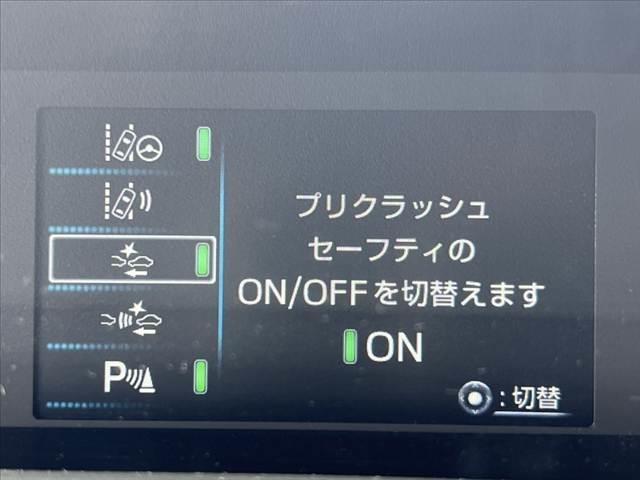 プリクラッシュ
セーフティの
ON/OFFを切替えます
ON
P
:切替